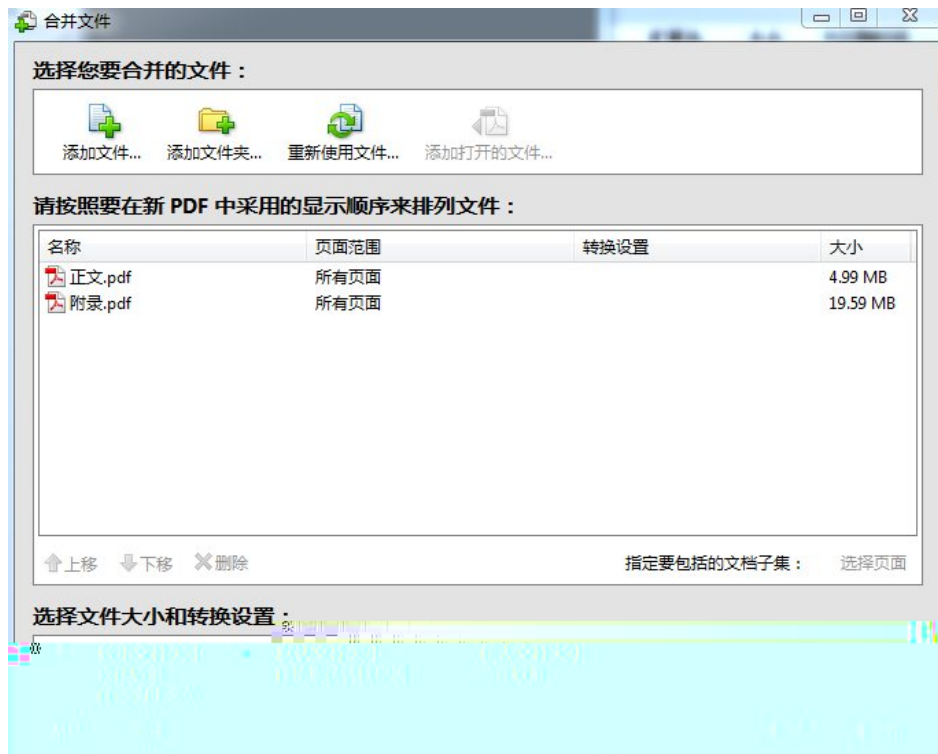 合并文件
选择您要合并的文件：
添加文件... 添加文件夹... 重新使用文件... 添加打开的文件...
请按照要在新 PDF 中采用的显示顺序来排列文件：
名称 页面范围 转换设置 大小
正文.pdf 所有页面 4.99 MB
附录.pdf 所有页面 19.59 MB
上移 下移 删除 指定要包括的文档子集： 选择页面
选择文件大小和转换设置：